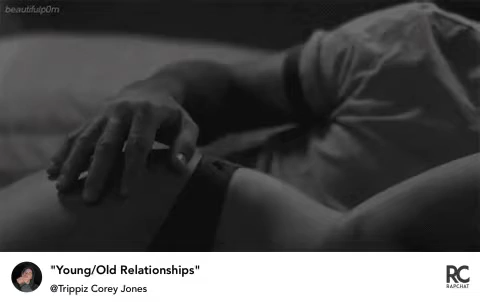 beautifulp0rn
"Young/Old Relationships"
@Trippiz Corey Jones
RC
RAPCHAT